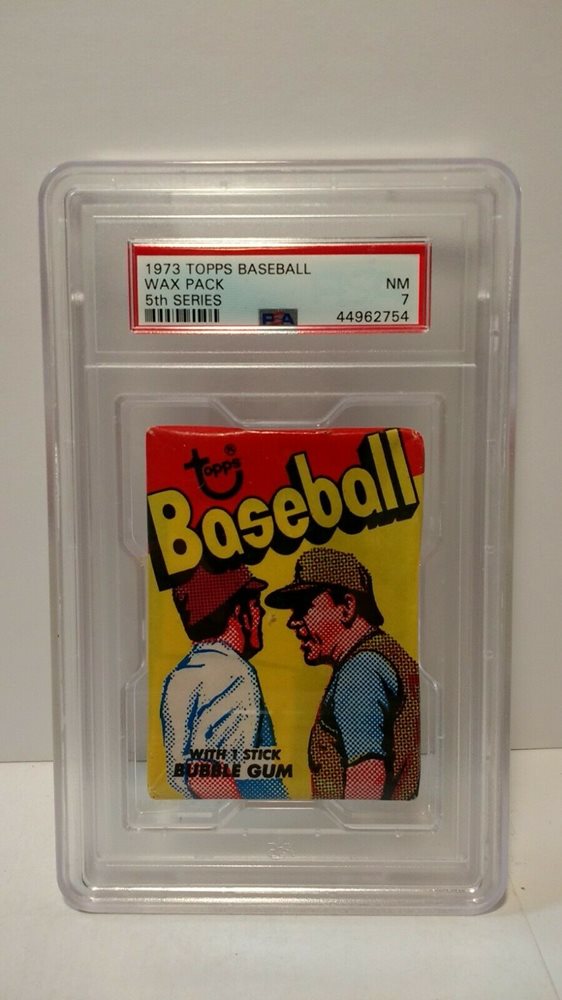 1973 TOPPS BASEBALL
WAX PACK NM
5th SERIES 7
PSA 44962754
topps®
Baseball
WITH 1 STICK
BUBBLE GUM